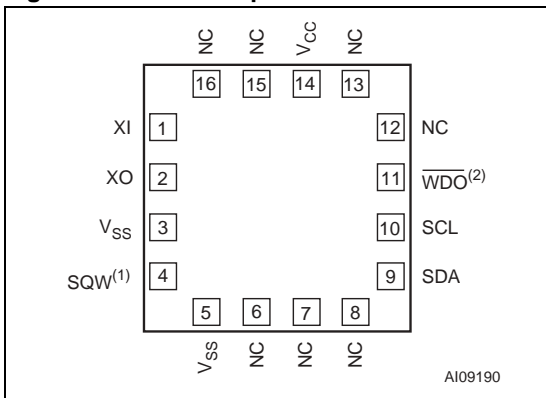 NC NC VCC NC
16 15 14 13
XI 1 12 NC
XO 2 11 WDO(2)
VSS 3 10 SCL
SQW(1) 4 9 SDA
5 6 7 8
VSS NC NC NC
AI09190